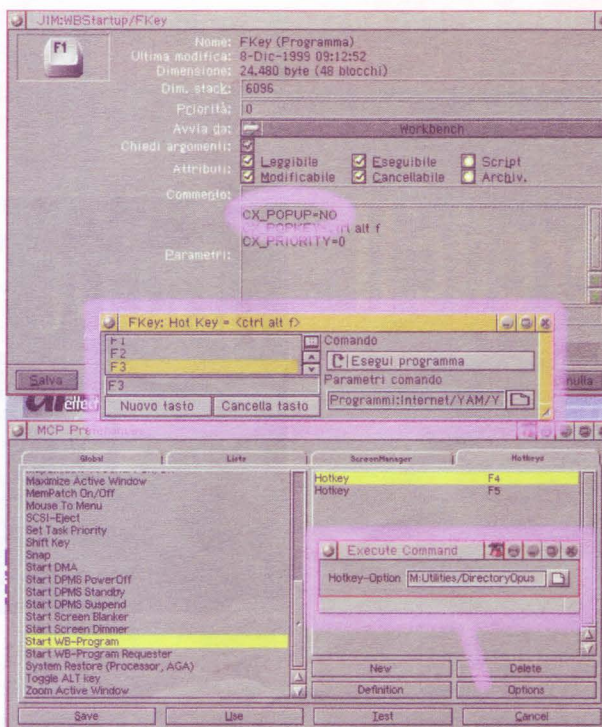 JIM:WBStartup/FKey
F1
Nome: FKey (Programma)
Ultima modifica: 8-Dic-1999 09:12:52
Dimensione: 24,480 byte (48 blocchi)
Dim. stack: 6096
Priorità: 0
Avvia da: Workbench
Chiedi argomenti:
Attributi: Leggibile Eseguibile Script
Modificabile Cancellabile Archiv.
Commento:
CX_POPUP=NO
alt f
CX_PRIORITY=0
Parametri:
FKey: Hot Key = <ctrl alt f>
F1
F2
F3
F3
Comando
Esegui programma
Parametri comando
Programmi:Internet/YAM/Y
Nuovo tasto Cancella tasto
Salva
MCP
Global Lists ScreenManager Hotkeys
Maximize Active Window
MemPatch On/Off
Mouse To Menu
SCSI-Eject
Set Task Priority
Shift Key
Snap
Start DMA
Start DPMS PowerOff
Start DPMS Standby
Start DPMS Suspend
Start Screen Blanker
Start Screen Dimmer
Start WB-Program
Start WB-Program Requester
System Restore (Processor, AGA)
Toggle ALT key
Zoom Active Window
Hotkey F4
Hotkey F5
Execute Command
Hotkey-Option M:Utilities/DirectoryOpus
New Delete
Definition Options
Save Use Test Cancel